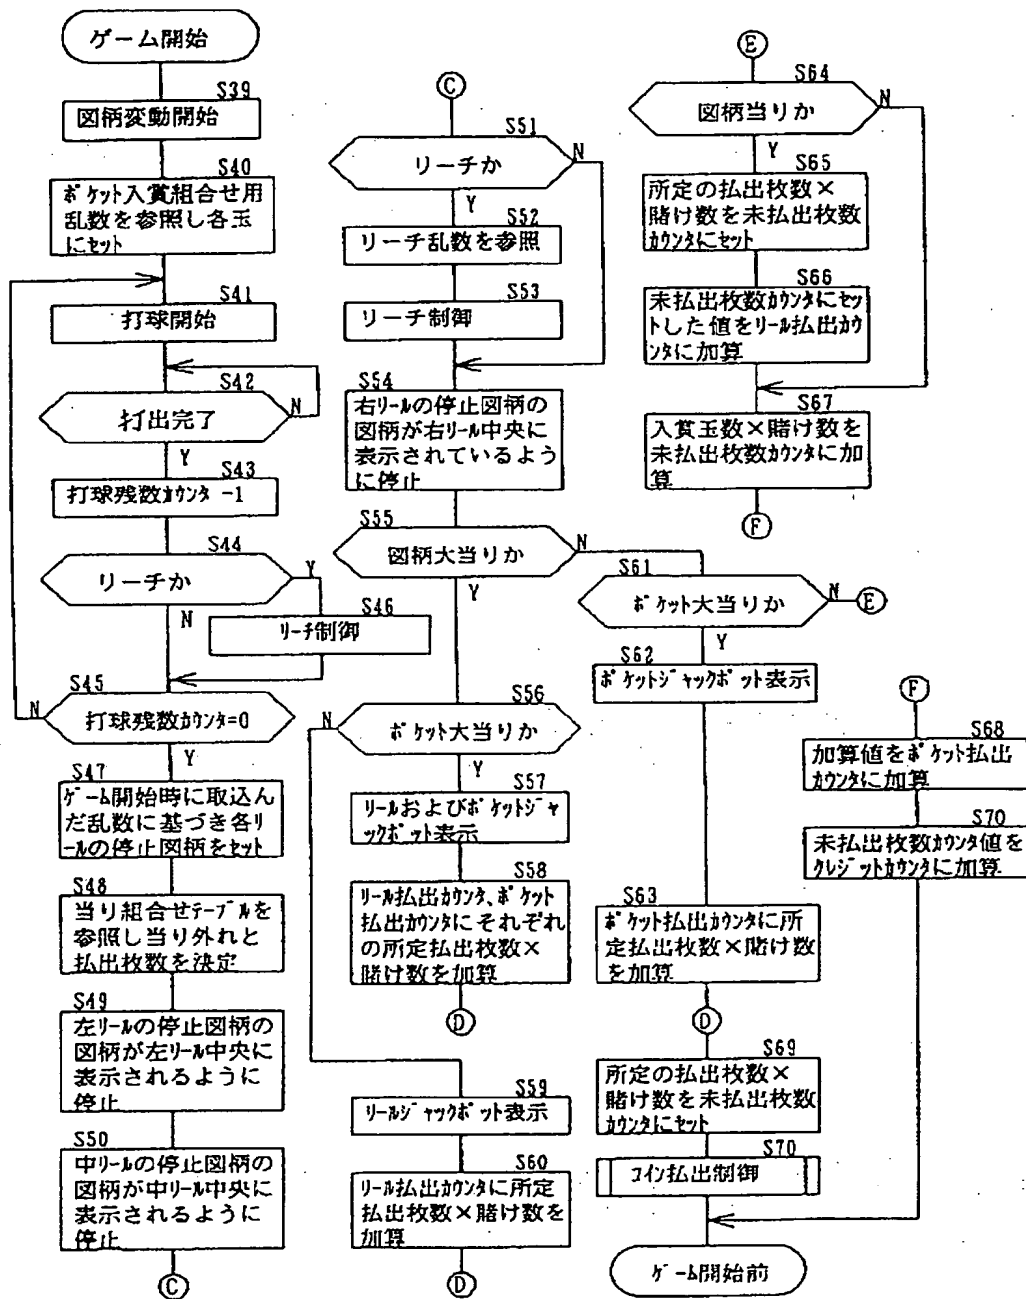 ゲーム開始
S39
図柄変動開始
S40
ポケット入賞組合せ用
乱数を参照し各玉
にセット
S41
打球開始
S42
打出完了
N
Y
S43
打球残数カウンタ -1
S44
リーチか
Y
N
S46
リーチ制御
S45
N
打球残数カウンタ=0
Y
S47
ゲーム開始時に取込ん
だ乱数に基づき各リ
ールの停止図柄をセット
S48
当り組合せテーブルを
参照し当り外れと
払出枚数を決定
S49
左リールの停止図柄の
図柄が左リール中央に
表示されるように
停止
S50
中リールの停止図柄の
図柄が中リール中央に
表示されるように
停止
C
C
S51
リーチか
N
Y
S52
リーチ乱数を参照
S53
リーチ制御
S54
右リールの停止図柄の
図柄が右リール中央に
表示されているよう
に停止
S55
図柄大当りか
N
Y
S56
N
ポケット大当りか
Y
S57
リールおよびポケットジャ
ックポット表示
S58
リール払出カウンタ、ポケット
払出カウンタにそれぞれ
の所定払出枚数×
賭け数を加算
D
S59
リールジャックポット表示
S60
リール払出カウンタに所定
払出枚数×賭け数を
加算
D
E
S64
図柄当りか
N
Y
S65
所定の払出枚数×
賭け数を未払出枚数
カウンタにセット
S66
未払出枚数カウンタにセッ
トした値をリール払出カウ
ンタに加算
S67
入賞玉数×賭け数を
未払出枚数カウンタに加
算
F
S61
ポケット大当りか
N
E
Y
S62
ポケットジャックポット表示
S63
ポケット払出カウンタに所
定払出枚数×賭け数
を加算
D
S69
所定の払出枚数×
賭け数を未払出枚数
カウンタにセット
S70
コイン払出制御
ゲーム開始前
F
S68
加算値をポケット払出
カウンタに加算
S70
未払出枚数カウンタ値を
クレジットカウンタに加算